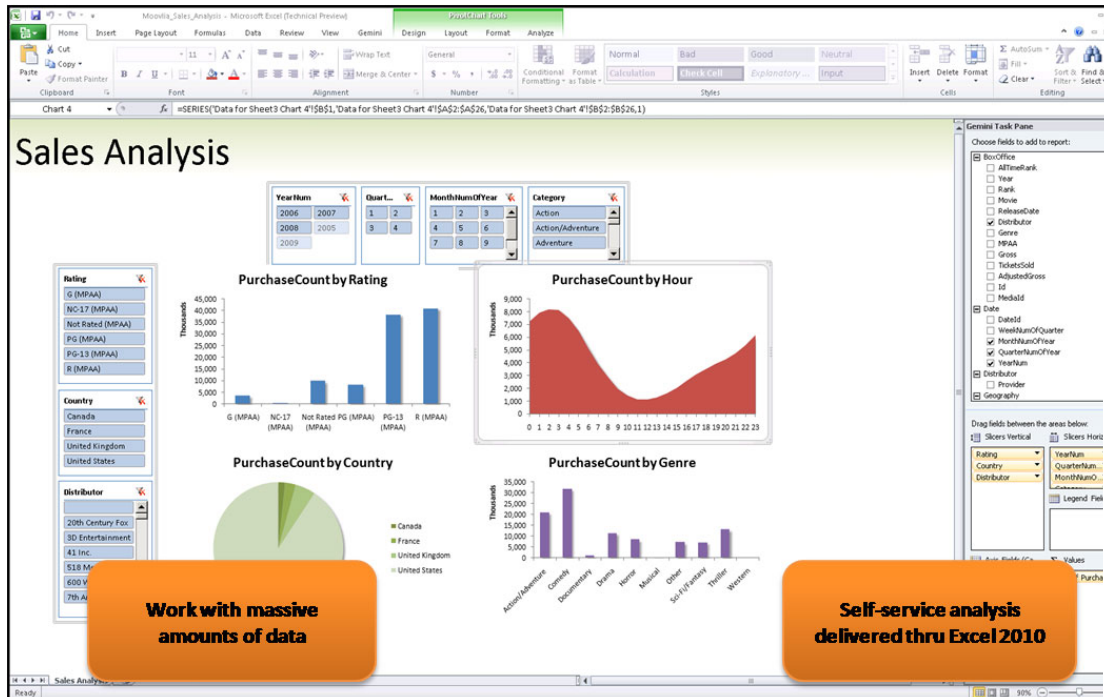 Moovlia_Sales_Analysis - Microsoft Excel (Technical Preview)
PivotChart Tools
Home Insert Page Layout Formulas Data Review View Gemini Design Layout Format Analyze
Cut
Copy
Format Painter
Paste
11
Wrap Text
Merge & Center
General
Conditional Formatting
Format as Table
Normal Bad Good Neutral
Calculation Check Cell Explanatory ... Input
Insert Delete Format
AutoSum
Fill
Clear
Sort & Filter
Find & Select
Clipboard Font Alignment Number Styles Cells Editing
Chart 4
=SERIES('Data for Sheet3 Chart 4'!$B$1,'Data for Sheet3 Chart 4'!$A$2:$A$26,'Data for Sheet3 Chart 4'!$B$2:$B$26,1)
Sales Analysis
YearNum
2006 2007
2008 2005
2009
Quart...
1 2
3 4
MonthNumOfYear
1 2 3
4 5 6
7 8 9
Category
Action
Action/Adventure
Adventure
Rating
G (MPAA)
NC-17 (MPAA)
Not Rated (MPAA)
PG (MPAA)
PG-13 (MPAA)
R (MPAA)
Country
Canada
France
United Kingdom
United States
Distributor
20th Century Fox
3D Entertainment
41 Inc.
518 M
600 W
7th A
PurchaseCount by Rating
Thousands
45,000
40,000
35,000
30,000
25,000
20,000
15,000
10,000
5,000
0
G (MPAA) NC-17 (MPAA) Not Rated (MPAA) PG (MPAA) PG-13 (MPAA) R (MPAA)
PurchaseCount by Hour
Thousands
9,000
8,000
7,000
6,000
5,000
4,000
3,000
2,000
1,000
0
0 1 2 3 4 5 6 7 8 9 10 11 12 13 14 15 16 17 18 19 20 21 22 23
PurchaseCount by Country
Canada
France
United Kingdom
United States
PurchaseCount by Genre
Thousands
35,000
30,000
25,000
20,000
15,000
10,000
5,000
0
Action/Adventure Comedy Documentary Drama Horror Musical Other Sci-Fi/Fantasy Thriller Western
Gemini Task Pane
Choose fields to add to report:
BoxOffice
AllTimeRank
Year
Rank
Movie
ReleaseDate
Distributor
Genre
MPAA
Gross
TicketsSold
AdjustedGross
Id
MediaId
Date
DateId
WeekNumOfQuarter
MonthNumOfYear
QuarterNumOfYear
YearNum
Distributor
Provider
Geography
Drag fields between the areas below:
Slicers Vertical
Slicers Horiz
Rating
Country
Distributor
YearNum
QuarterNum...
MonthNumO...
Legend Fiel
Values
Purcha
Work with massive
amounts of data
Self-service analysis
delivered thru Excel 2010
Sales Analys
Ready
90%